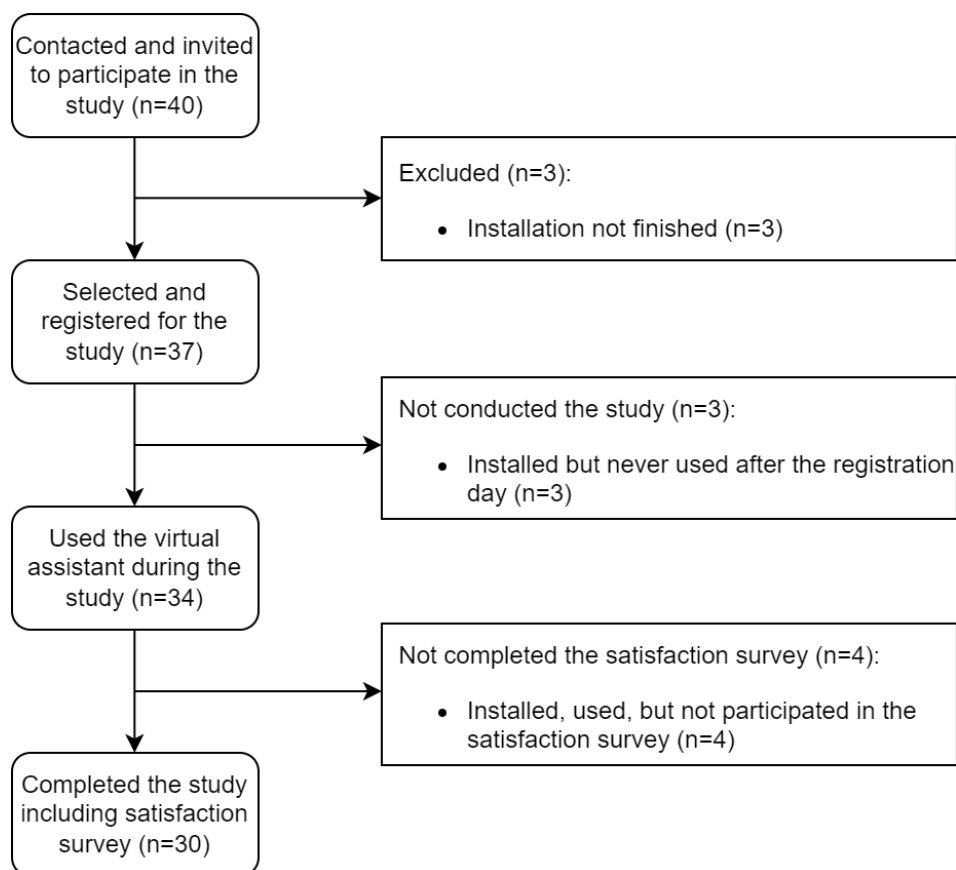 Contacted and invited
to participate in the
study (n=40)
Excluded (n=3):
• Installation not finished (n=3)
Selected and
registered for the
study (n=37)
Not conducted the study (n=3):
• Installed but never used after the registration
day (n=3)
Used the virtual
assistant during the
study (n=34)
Not completed the satisfaction survey (n=4):
• Installed, used, but not participated in the
satisfaction survey (n=4)
Completed the study
including satisfaction
survey (n=30)